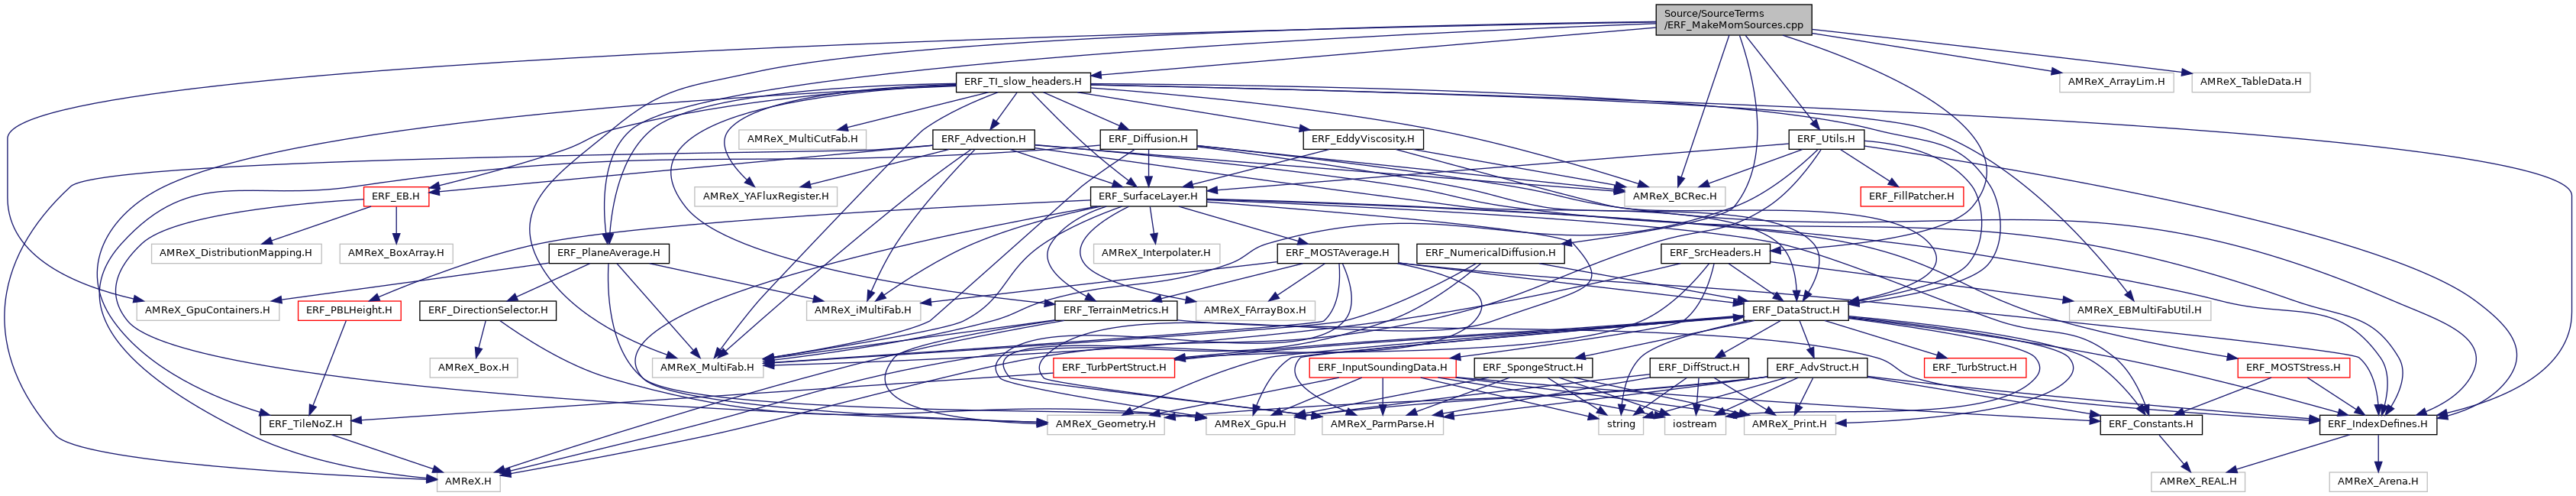 Source/SourceTerms
/ERF_MakeMomSources.cpp
ERF_TI_slow_headers.H
AMReX_ArrayLim.H
AMReX_TableData.H
AMReX_MultiCutFab.H
ERF_Advection.H
ERF_Diffusion.H
ERF_EddyViscosity.H
ERF_Utils.H
ERF_EB.H
AMReX_YAFluxRegister.H
ERF_SurfaceLayer.H
AMReX_BCRec.H
ERF_FillPatcher.H
AMReX_DistributionMapping.H
AMReX_BoxArray.H
ERF_PlaneAverage.H
AMReX_Interpolater.H
ERF_MOSTAverage.H
ERF_NumericalDiffusion.H
ERF_SrcHeaders.H
AMReX_GpuContainers.H
ERF_PBLHeight.H
ERF_DirectionSelector.H
AMReX_iMultiFab.H
ERF_TerrainMetrics.H
AMReX_FArrayBox.H
ERF_DataStruct.H
AMReX_EBMultiFabUtil.H
AMReX_Box.H
AMReX_MultiFab.H
ERF_TurbPertStruct.H
ERF_InputSoundingData.H
ERF_SpongeStruct.H
ERF_DiffStruct.H
ERF_AdvStruct.H
ERF_TurbStruct.H
ERF_MOSTStress.H
ERF_TileNoZ.H
AMReX_Geometry.H
AMReX_Gpu.H
AMReX_ParmParse.H
string
iostream
AMReX_Print.H
ERF_Constants.H
ERF_IndexDefines.H
AMReX.H
AMReX_REAL.H
AMReX_Arena.H